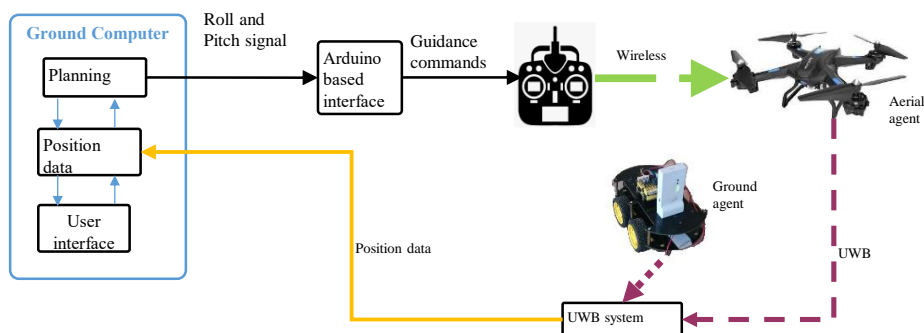 Ground Computer
Planning
Position
data
User
interface
Roll and
Pitch signal
Arduino
based
interface
Guidance
commands
Wireless
Aerial
agent
Ground
agent
Position data
UWB
UWB system